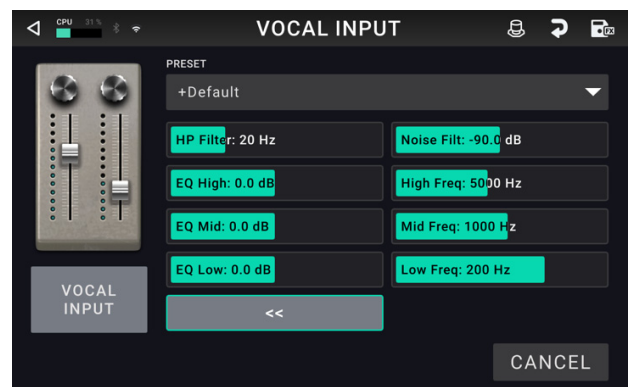 CPU 31%
VOCAL INPUT
FX
PRESET
+Default
HP Filter: 20 Hz
Noise Filt: -90.0 dB
EQ High: 0.0 dB
High Freq: 5000 Hz
EQ Mid: 0.0 dB
Mid Freq: 1000 Hz
EQ Low: 0.0 dB
Low Freq: 200 Hz
VOCAL
INPUT
<<
CANCEL